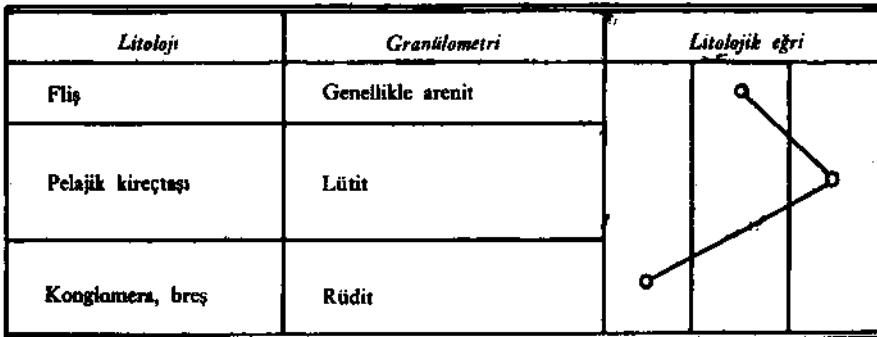 Litoloji Granülometri Litolojik eğri
Fliş Genellikle arenit
Pelajik kireçtaşı Lütit
Konglomera, breş Rüdit